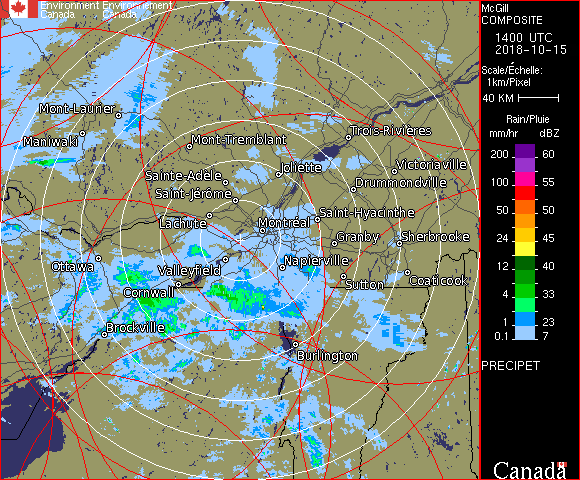 Environment Environnement
Canada Canada
McGill
COMPOSITE
1400 UTC
2018-10-15
Scale/Échelle:
1km/Pixel
40 KM
Rain/Pluie
mm/hr dBZ
200 60
100 55
50 50
24 45
12 40
4 33
1 23
0.1 7
PRECIPET
Canada
Mont-Laurier
Maniwaki
Mont-Tremblant
Trois-Rivières
Joliette
Victoriaville
Sainte-Adèle
Drummondville
Saint-Jérôme
Saint-Hyacinthe
Lachute
Montréal
Granby
Sherbrooke
Ottawa
Valleyfield
Napierville
Sutton
Coaticook
Cornwall
Brockville
Burlington